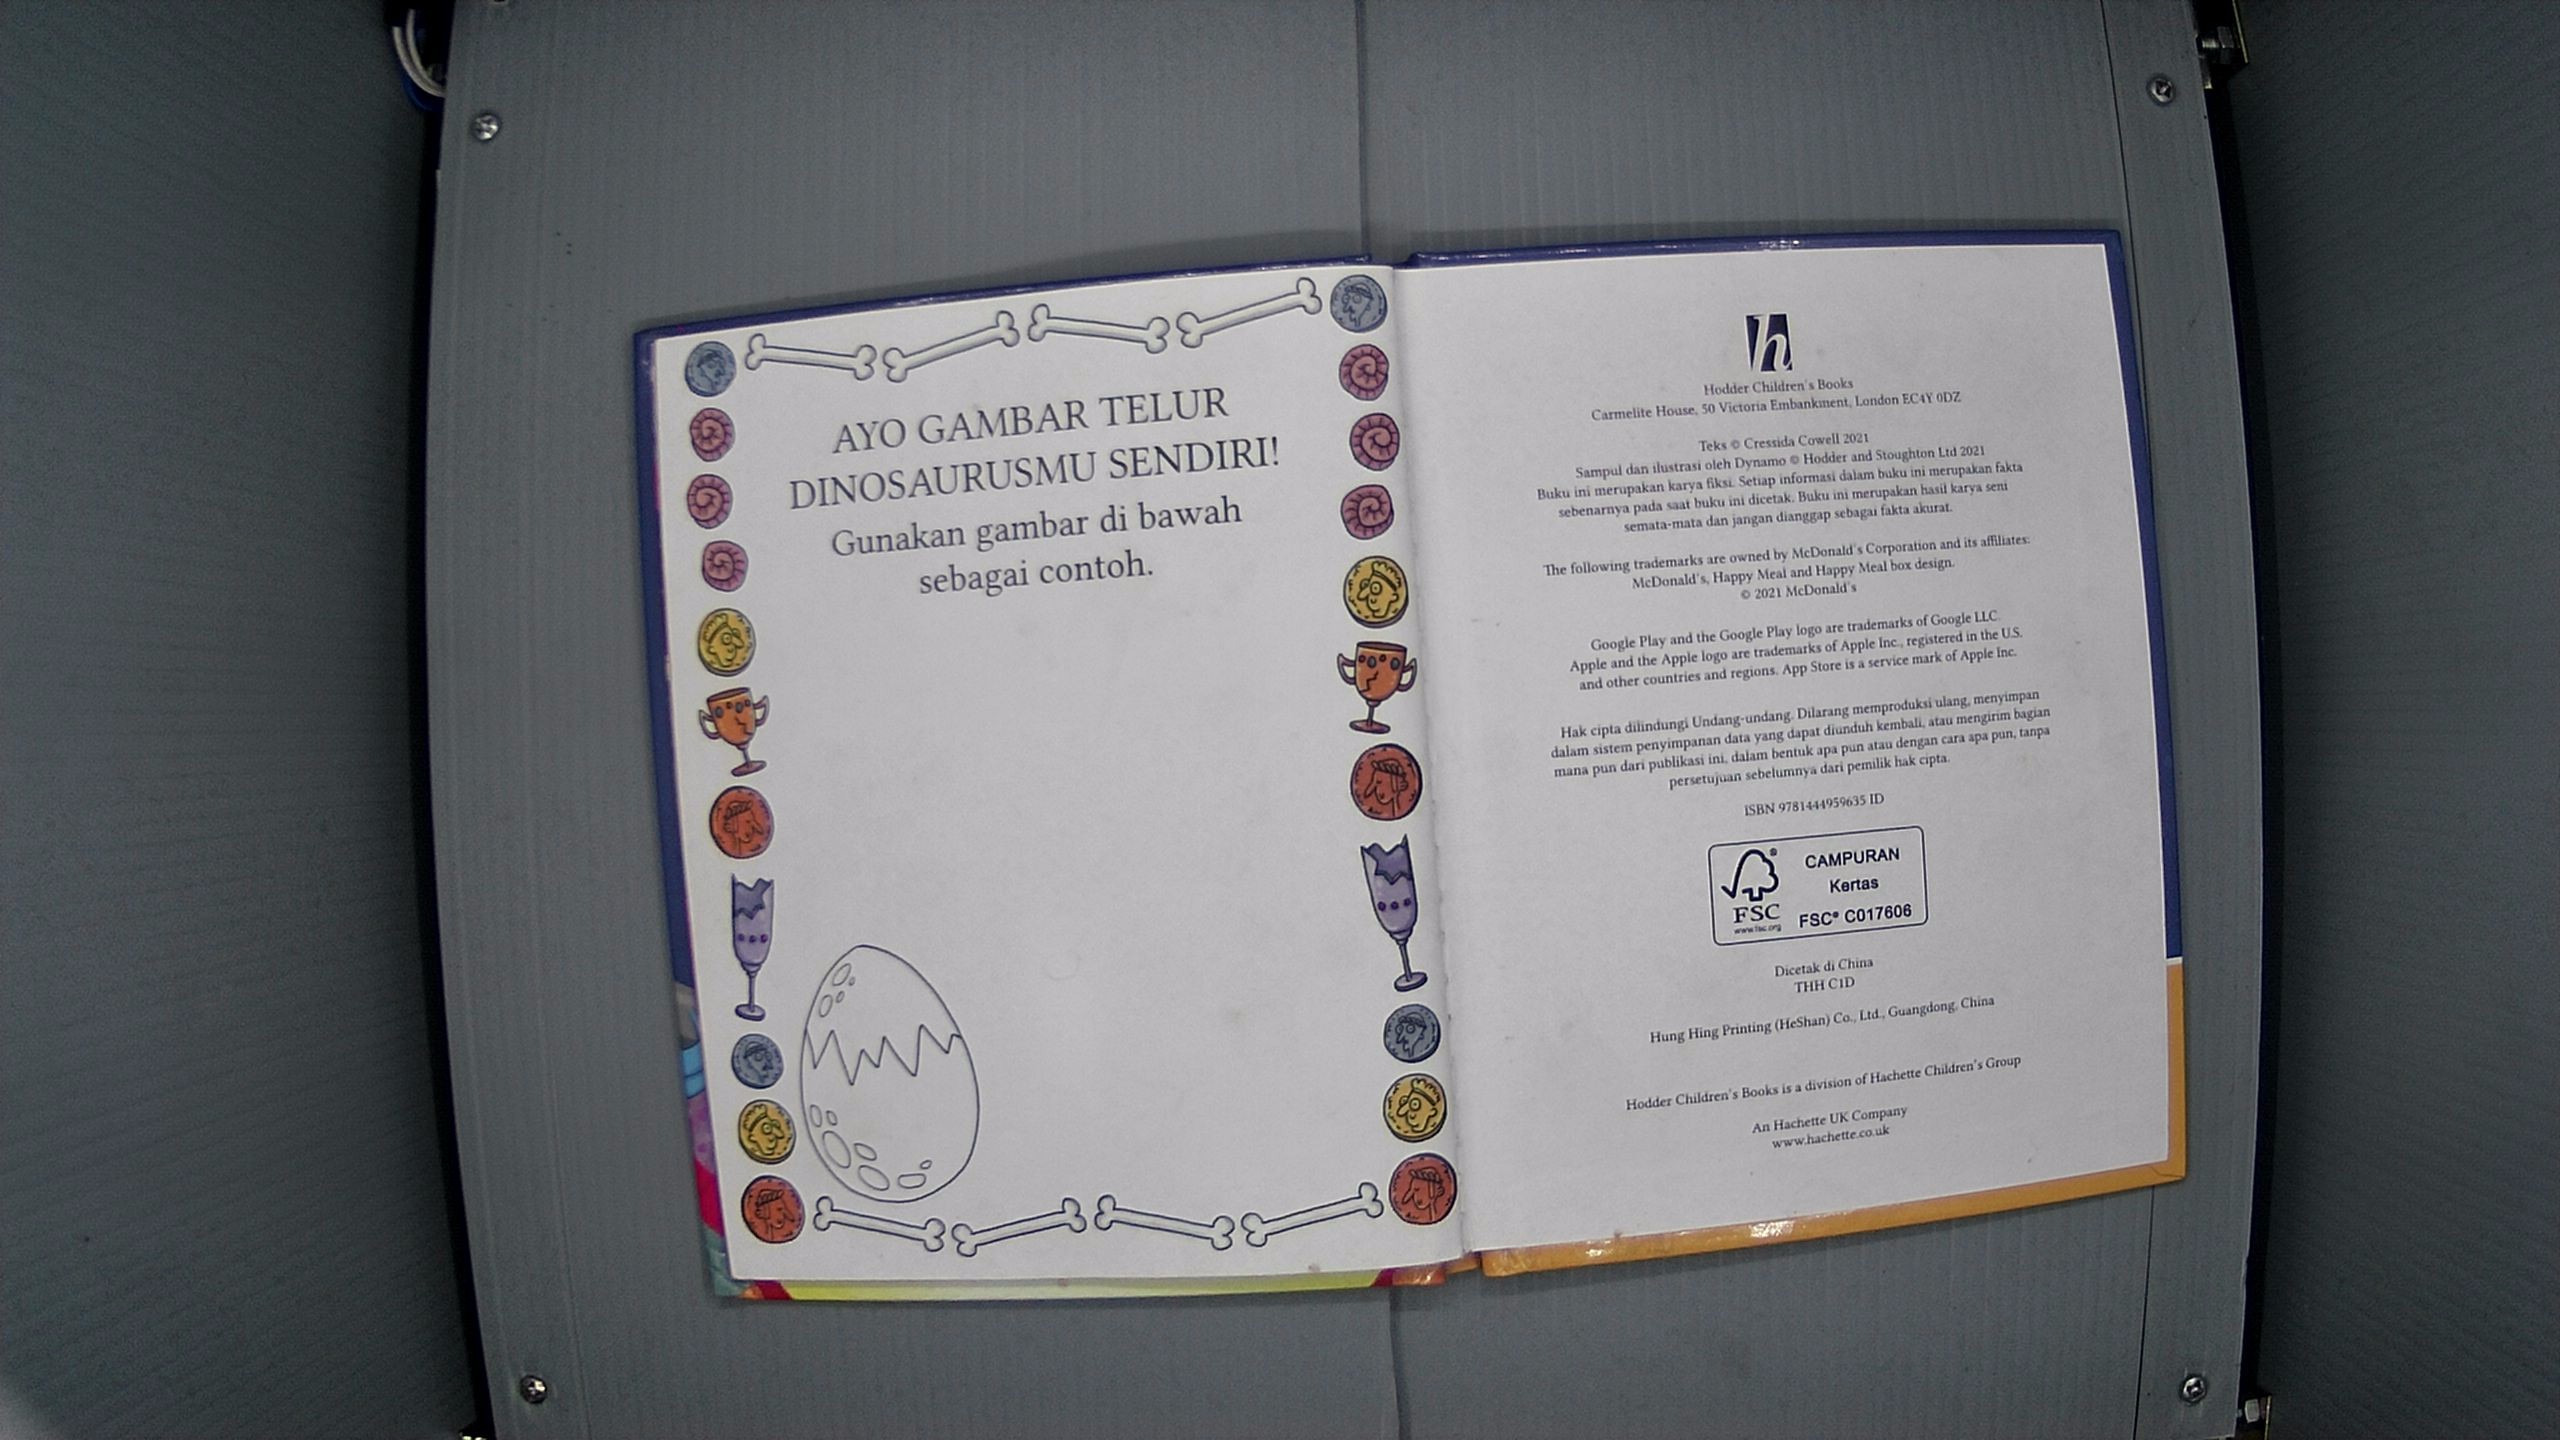 AYO GAMBAR TELUR
DINOSAURUSMU SENDIRI!
Gunakan gambar di bawah
sebagai contoh.
h
Hodder Children's Books
Carmelite House, 50 Victoria Embankment, London EC4Y 0DZ
Teks © Cressida Cowell 2021
Sampul dan ilustrasi oleh Dynamo © Hodder and Stoughton Ltd 2021
Buku ini merupakan karya fiksi. Setiap informasi dalam buku ini merupakan fakta
sebenarnya pada saat buku ini dicetak. Buku ini merupakan hasil karya seni
semata-mata dan jangan dianggap sebagai fakta akurat.
The following trademarks are owned by McDonald's Corporation and its affiliates:
McDonald's, Happy Meal and Happy Meal box design.
© 2021 McDonald's
Google Play and the Google Play logo are trademarks of Google LLC.
Apple and the Apple logo are trademarks of Apple Inc., registered in the U.S.
and other countries and regions. App Store is a service mark of Apple Inc.
Hak cipta dilindungi Undang-undang. Dilarang memproduksi ulang, menyimpan
dalam sistem penyimpanan data yang dapat diunduh kembali, atau mengirim bagian
mana pun dari publikasi ini, dalam bentuk apa pun atau dengan cara apa pun, tanpa
persetujuan sebelumnya dari pemilik hak cipta.
ISBN 9781444959635 ID
CAMPURAN
Kertas
FSC® C017606
FSC
www.fsc.org
Dicetak di China
THH C1D
Hung Hing Printing (HeShan) Co., Ltd., Guangdong, China
Hodder Children's Books is a division of Hachette Children's Group
An Hachette UK Company
www.hachette.co.uk